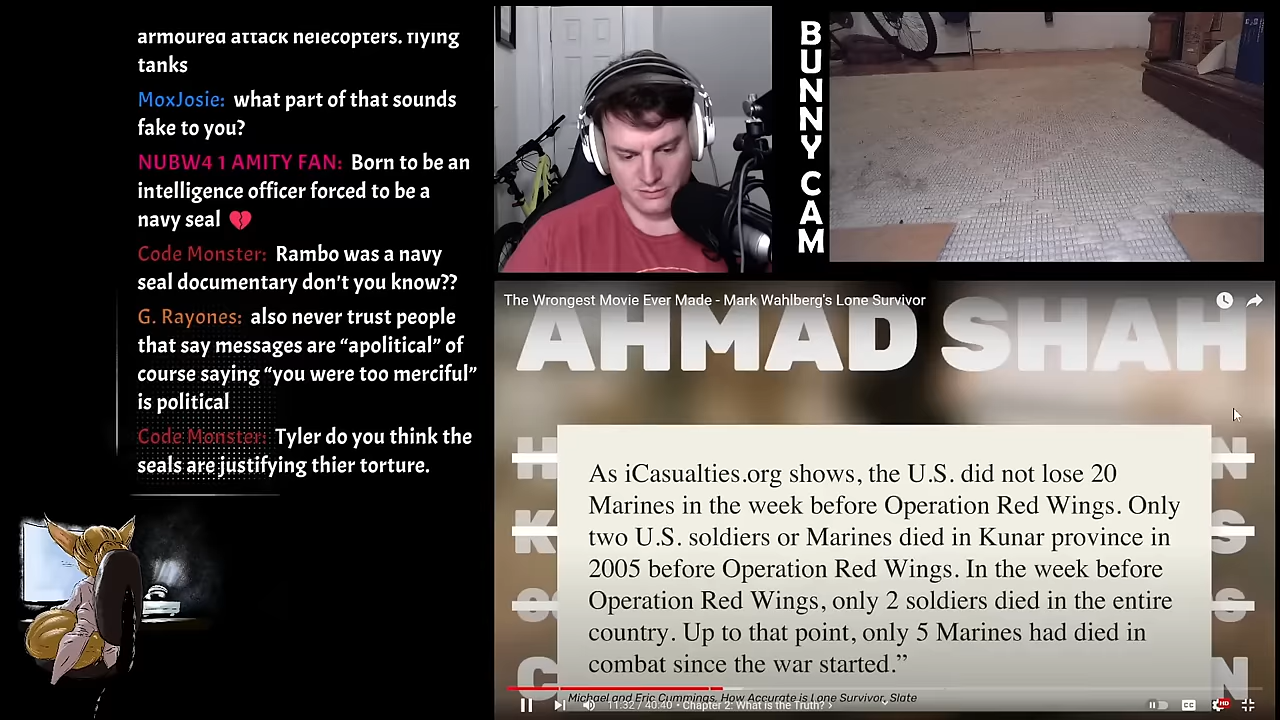 armoured attack helecopters. flying
tanks
MoxJosie: what part of that sounds
fake to you?
NUBW4 1 AMITY FAN: Born to be an
intelligence officer forced to be a
navy seal 💔
Code Monster: Rambo was a navy
seal documentary don't you know??
G. Rayones: also never trust people
that say messages are “apolitical” of
course saying “you were too merciful”
is political
Code Monster: Tyler do you think the
seals are justifying thier torture.
BUNNY CAM
The Wrongest Movie Ever Made - Mark Wahlberg's Lone Survivor
AHMAD SHAH
As iCasualties.org shows, the U.S. did not lose 20
Marines in the week before Operation Red Wings. Only
two U.S. soldiers or Marines died in Kunar province in
2005 before Operation Red Wings. In the week before
Operation Red Wings, only 2 soldiers died in the entire
country. Up to that point, only 5 Marines had died in
combat since the war started.”
Michael and Eric Cummings, How Accurate is Lone Survivor, Slate
11:32 / 40:40 • Chapter 2: What is the Truth? ›
CC
HD